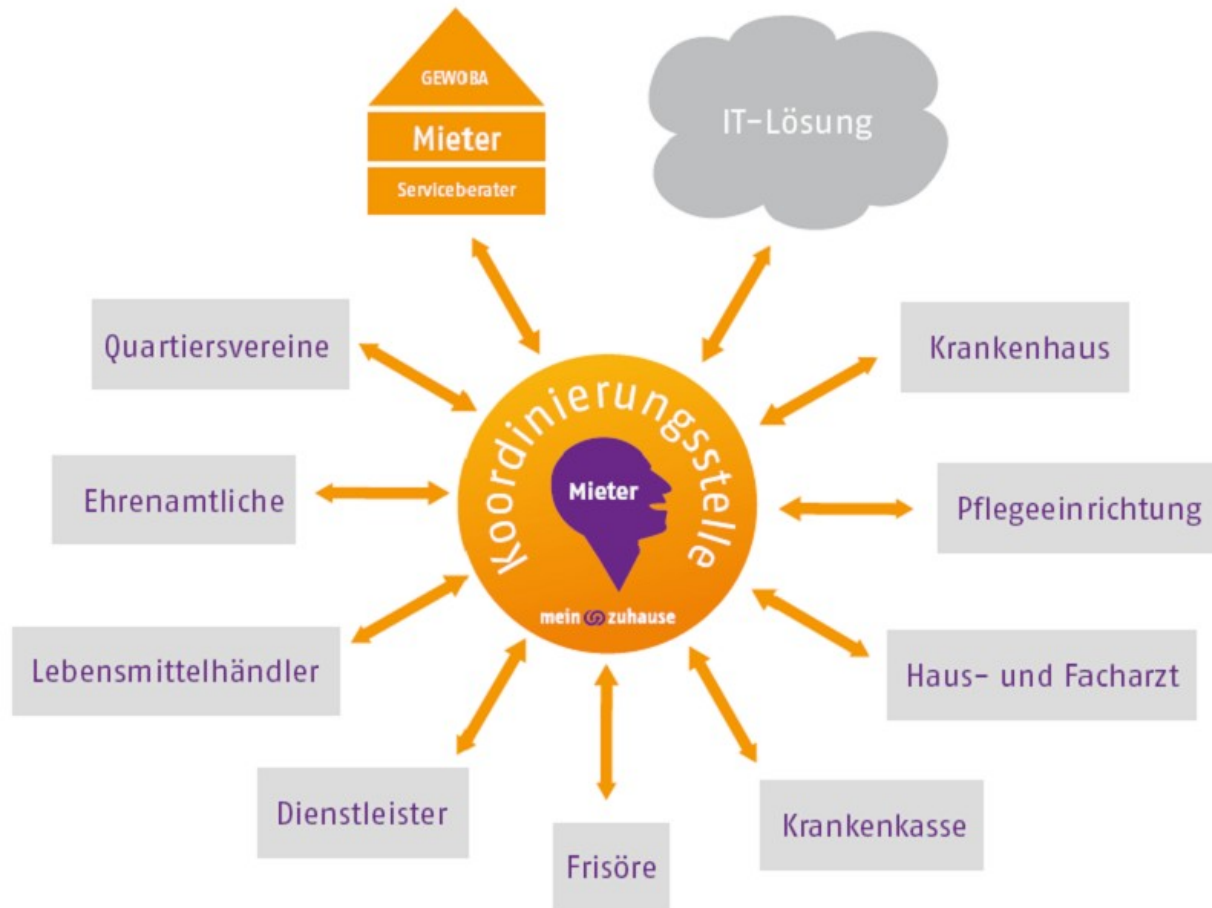 GEWOBA
Mieter
Serviceberater
IT-Lösung
Quartiersvereine
Krankenhaus
Koordinierungsstelle
Mieter
mein zuhause
Ehrenamtliche
Pflegeeinrichtung
Lebensmittelhändler
Haus- und Facharzt
Dienstleister
Krankenkasse
Frisöre